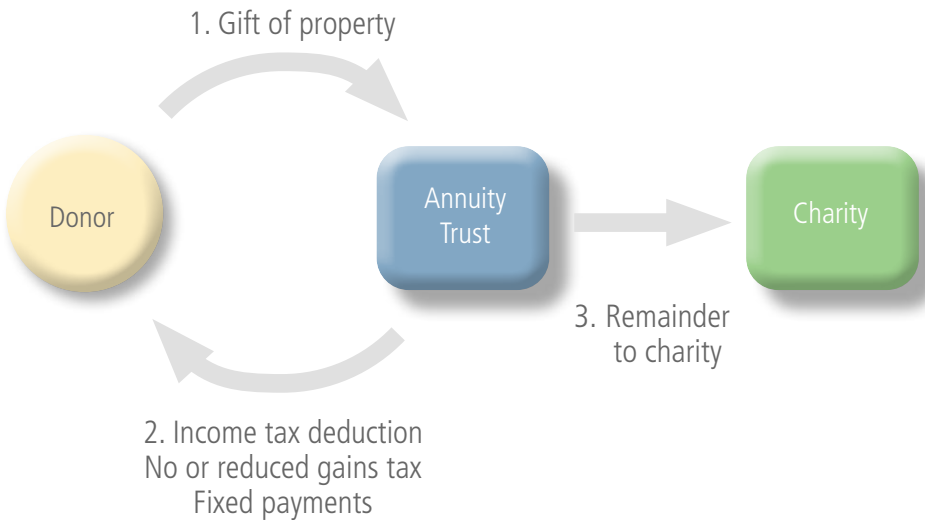 1. Gift of property
Donor
Annuity
Trust
Charity
3. Remainder
to charity
2. Income tax deduction
No or reduced gains tax
Fixed payments